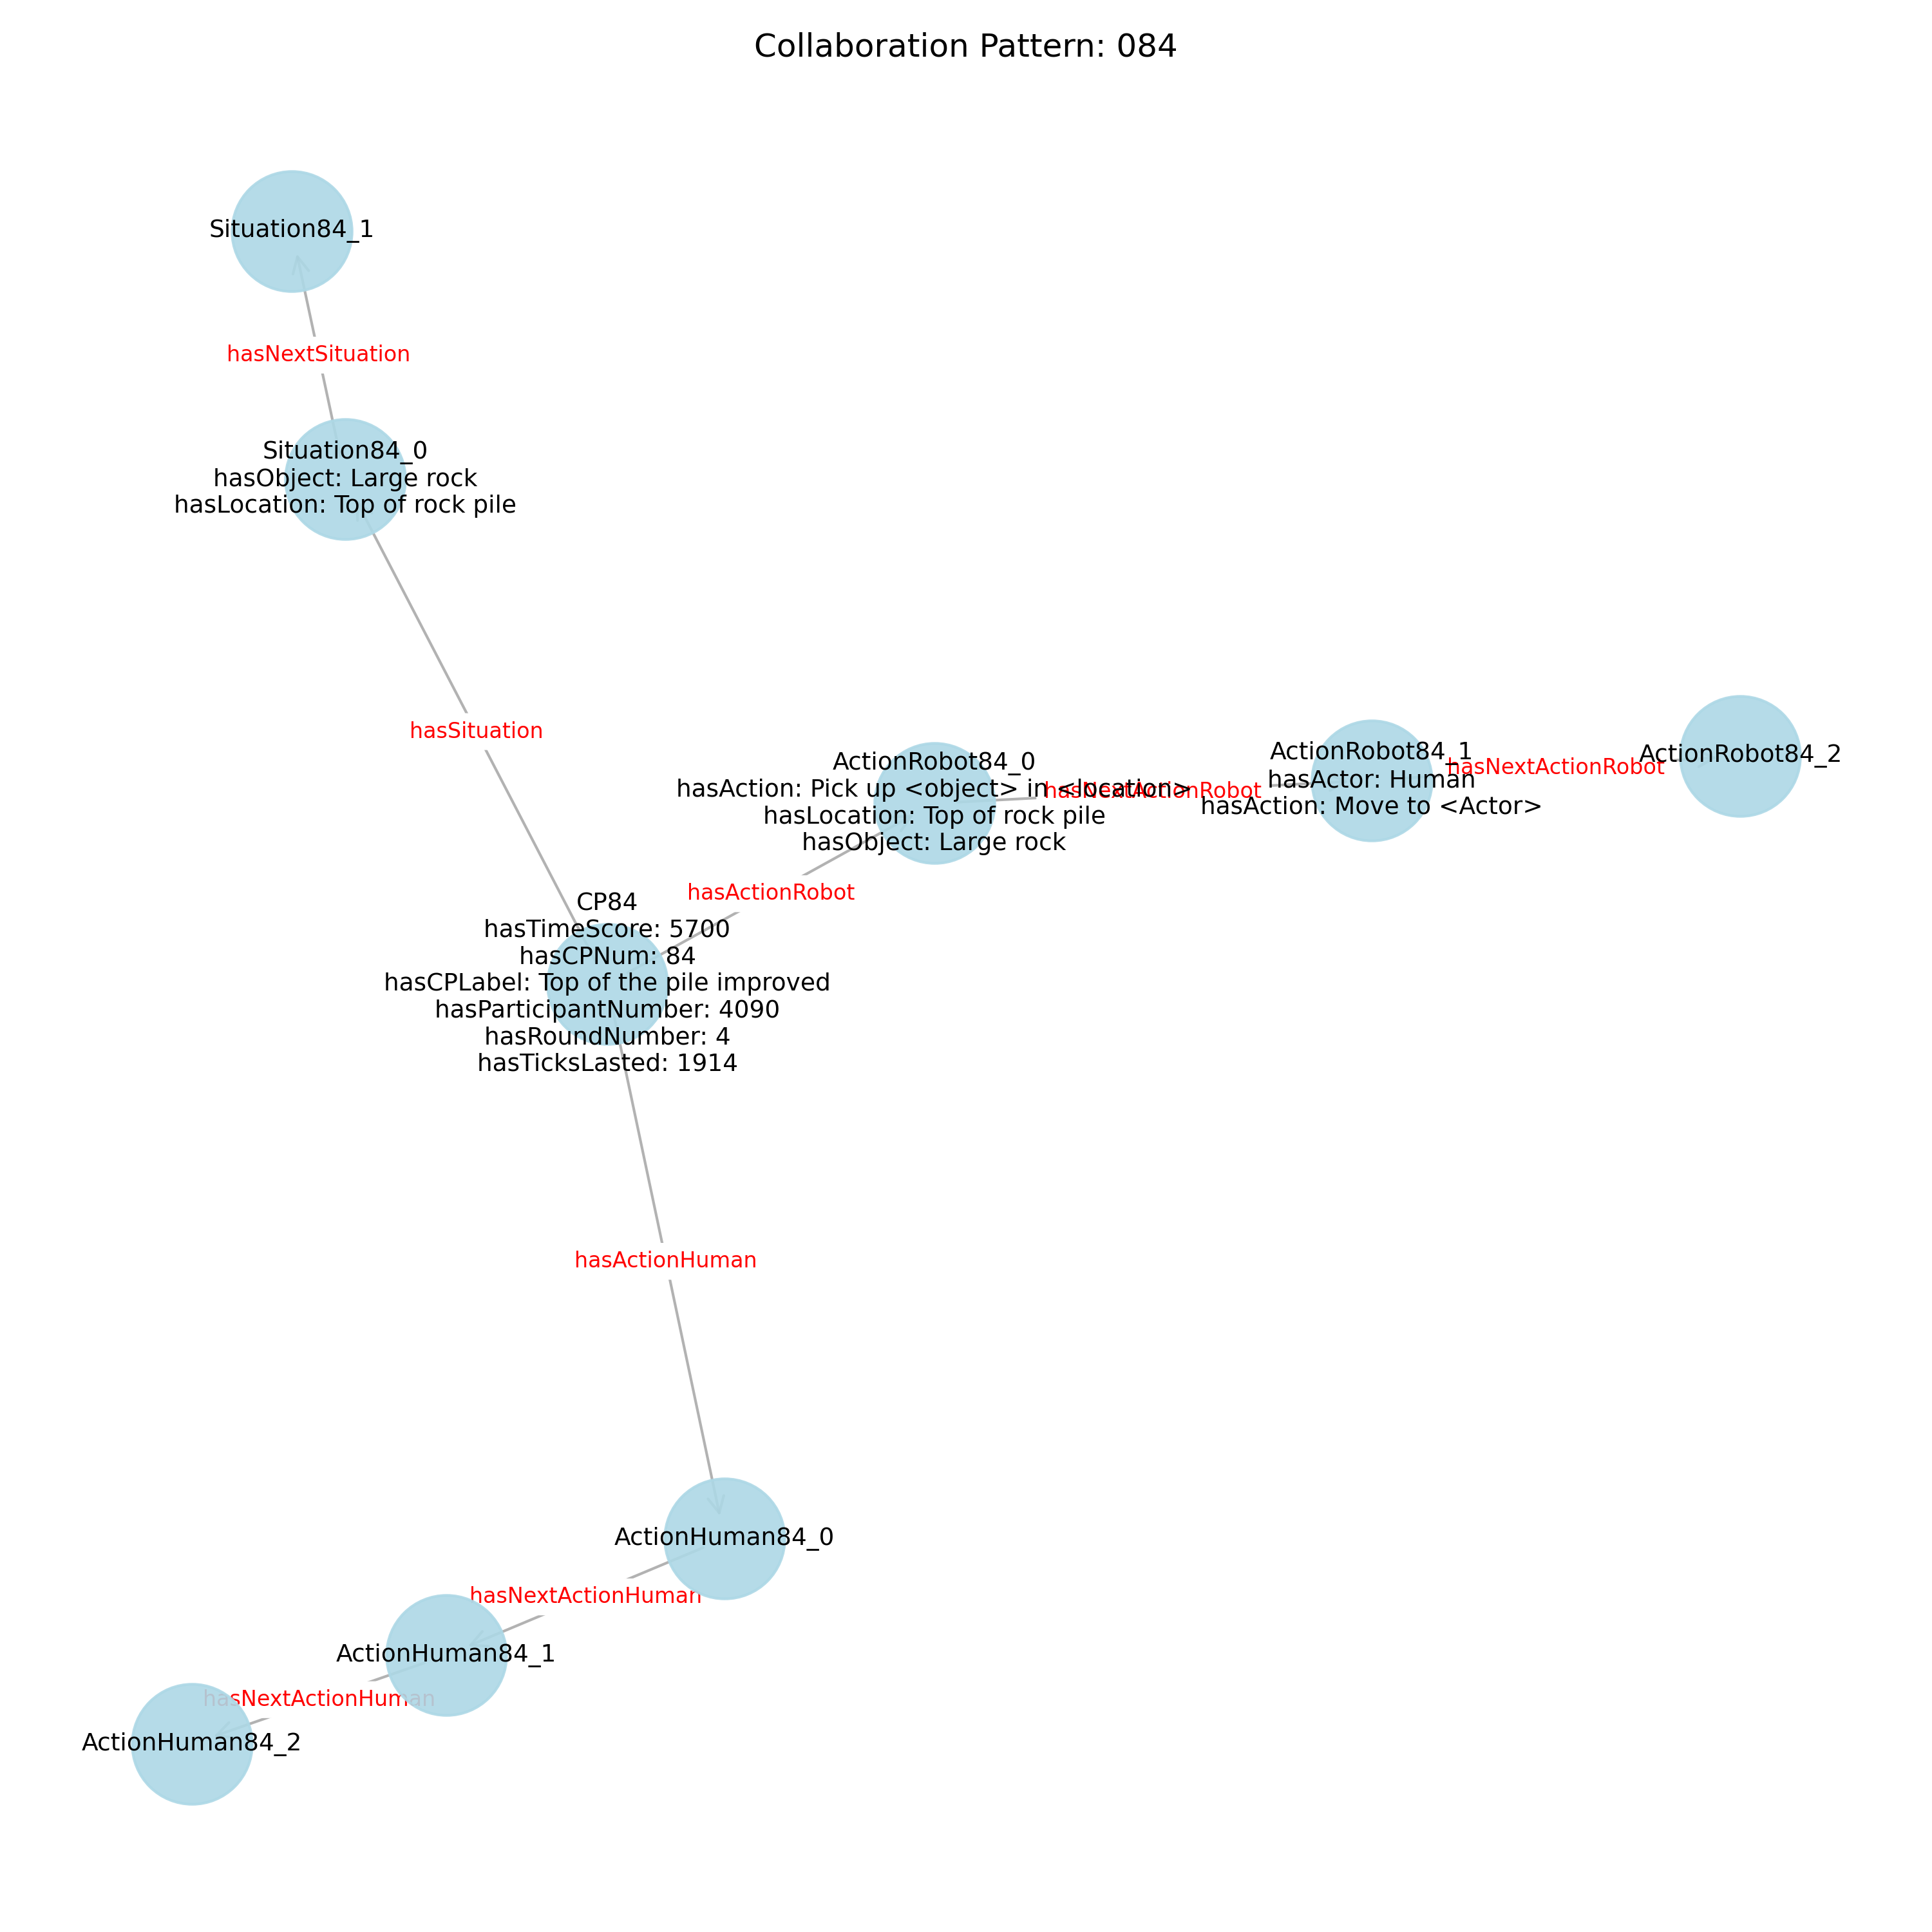 Collaboration Pattern: 084
Situation84_1
hasNextSituation
Situation84_0
hasObject: Large rock
hasLocation: Top of rock pile
hasSituation
ActionRobot84_0
hasAction: Pick up <object> in <location>
hasLocation: Top of rock pile
hasObject: Large rock
hasNextActionRobot
ActionRobot84_1
hasActor: Human
hasAction: Move to <Actor>
hasNextActionRobot
ActionRobot84_2
hasActionRobot
CP84
hasTimeScore: 5700
hasCPNum: 84
hasCPLabel: Top of the pile improved
hasParticipantNumber: 4090
hasRoundNumber: 4
hasTicksLasted: 1914
hasActionHuman
ActionHuman84_0
hasNextActionHuman
ActionHuman84_1
hasNextActionHuman
ActionHuman84_2